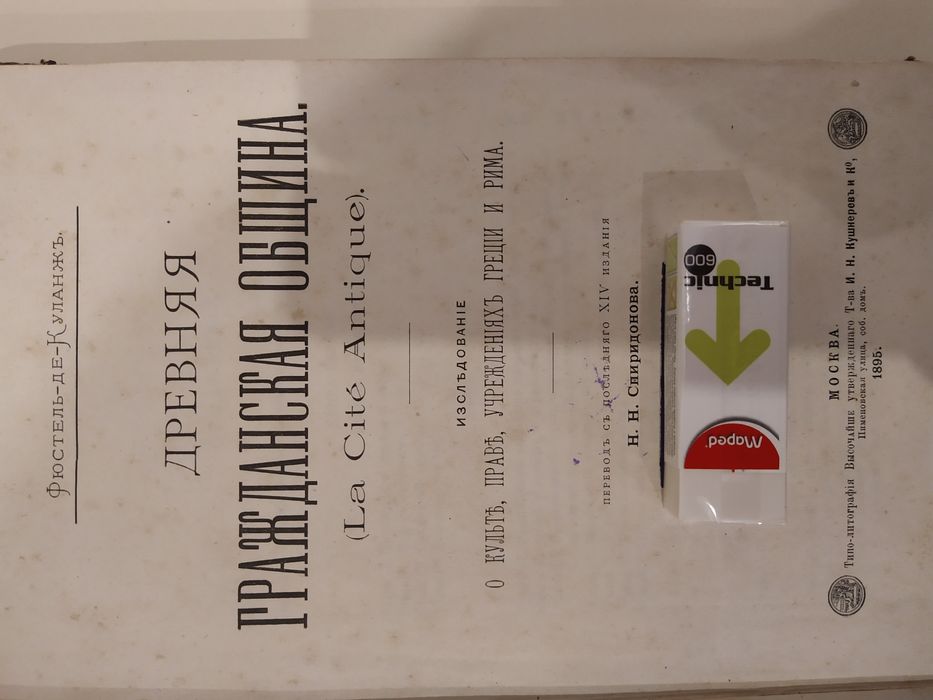 Фюстель-де-Куланжъ.
ДРЕВНЯЯ
ГРАЖДАНСКАЯ ОБЩИНА.
(La Cité Antique).
ИЗСЛѢДОВАНІЕ
О КУЛЬТѢ, ПРАВѢ, УЧРЕЖДЕНІЯХЪ ГРЕЦІИ И РИМА.
ПЕРЕВОДЪ СЪ ПОСЛѢДНЯГО XIV ИЗДАНІЯ
Н. Н. Спиридонова.
Technic
600
Maped
МОСКВА.
Типо-литографія Высочайше утвержденнаго Т-ва И. Н. Кушнеревъ и Кº,
Пименовская улица, соб. домъ.
1895.